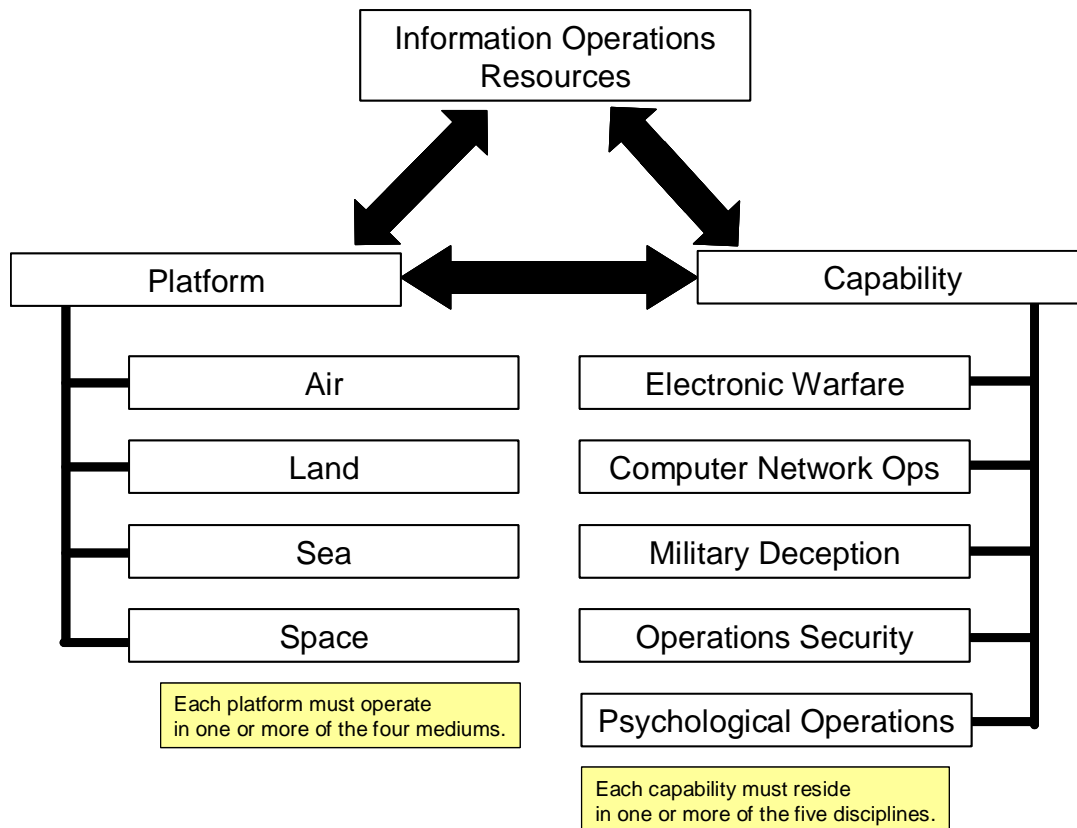 Information Operations
Resources
Platform
Capability
Air
Land
Sea
Space
Each platform must operate
in one or more of the four mediums.
Electronic Warfare
Computer Network Ops
Military Deception
Operations Security
Psychological Operations
Each capability must reside
in one or more of the five disciplines.